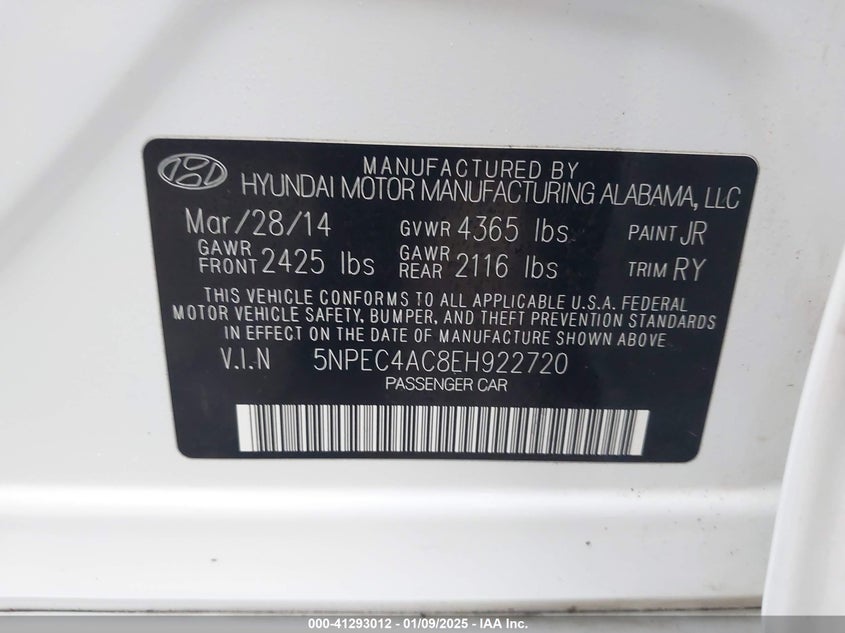 MANUFACTURED BY
HYUNDAI MOTOR MANUFACTURING ALABAMA, LLC
Mar/28/14 GVWR 4365 lbs PAINT JR
GAWR FRONT 2425 lbs GAWR REAR 2116 lbs TRIM RY
THIS VEHICLE CONFORMS TO ALL APPLICABLE U.S.A. FEDERAL
MOTOR VEHICLE SAFETY, BUMPER, AND THEFT PREVENTION STANDARDS
IN EFFECT ON THE DATE OF MANUFACTURE SHOWN ABOVE
V.I.N 5NPEC4AC8EH922720
PASSENGER CAR
000-41293012 - 01/09/2025 - IAA Inc.